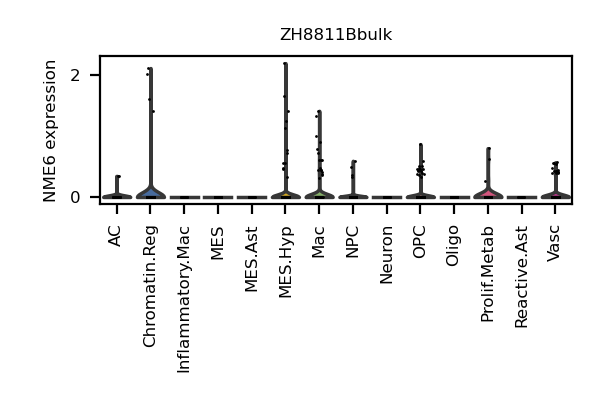 ZH8811Bbulk
NME6 expression
2
0
AC
Chromatin.Reg
Inflammatory.Mac
MES
MES.Ast
MES.Hyp
Mac
NPC
Neuron
OPC
Oligo
Prolif.Metab
Reactive.Ast
Vasc